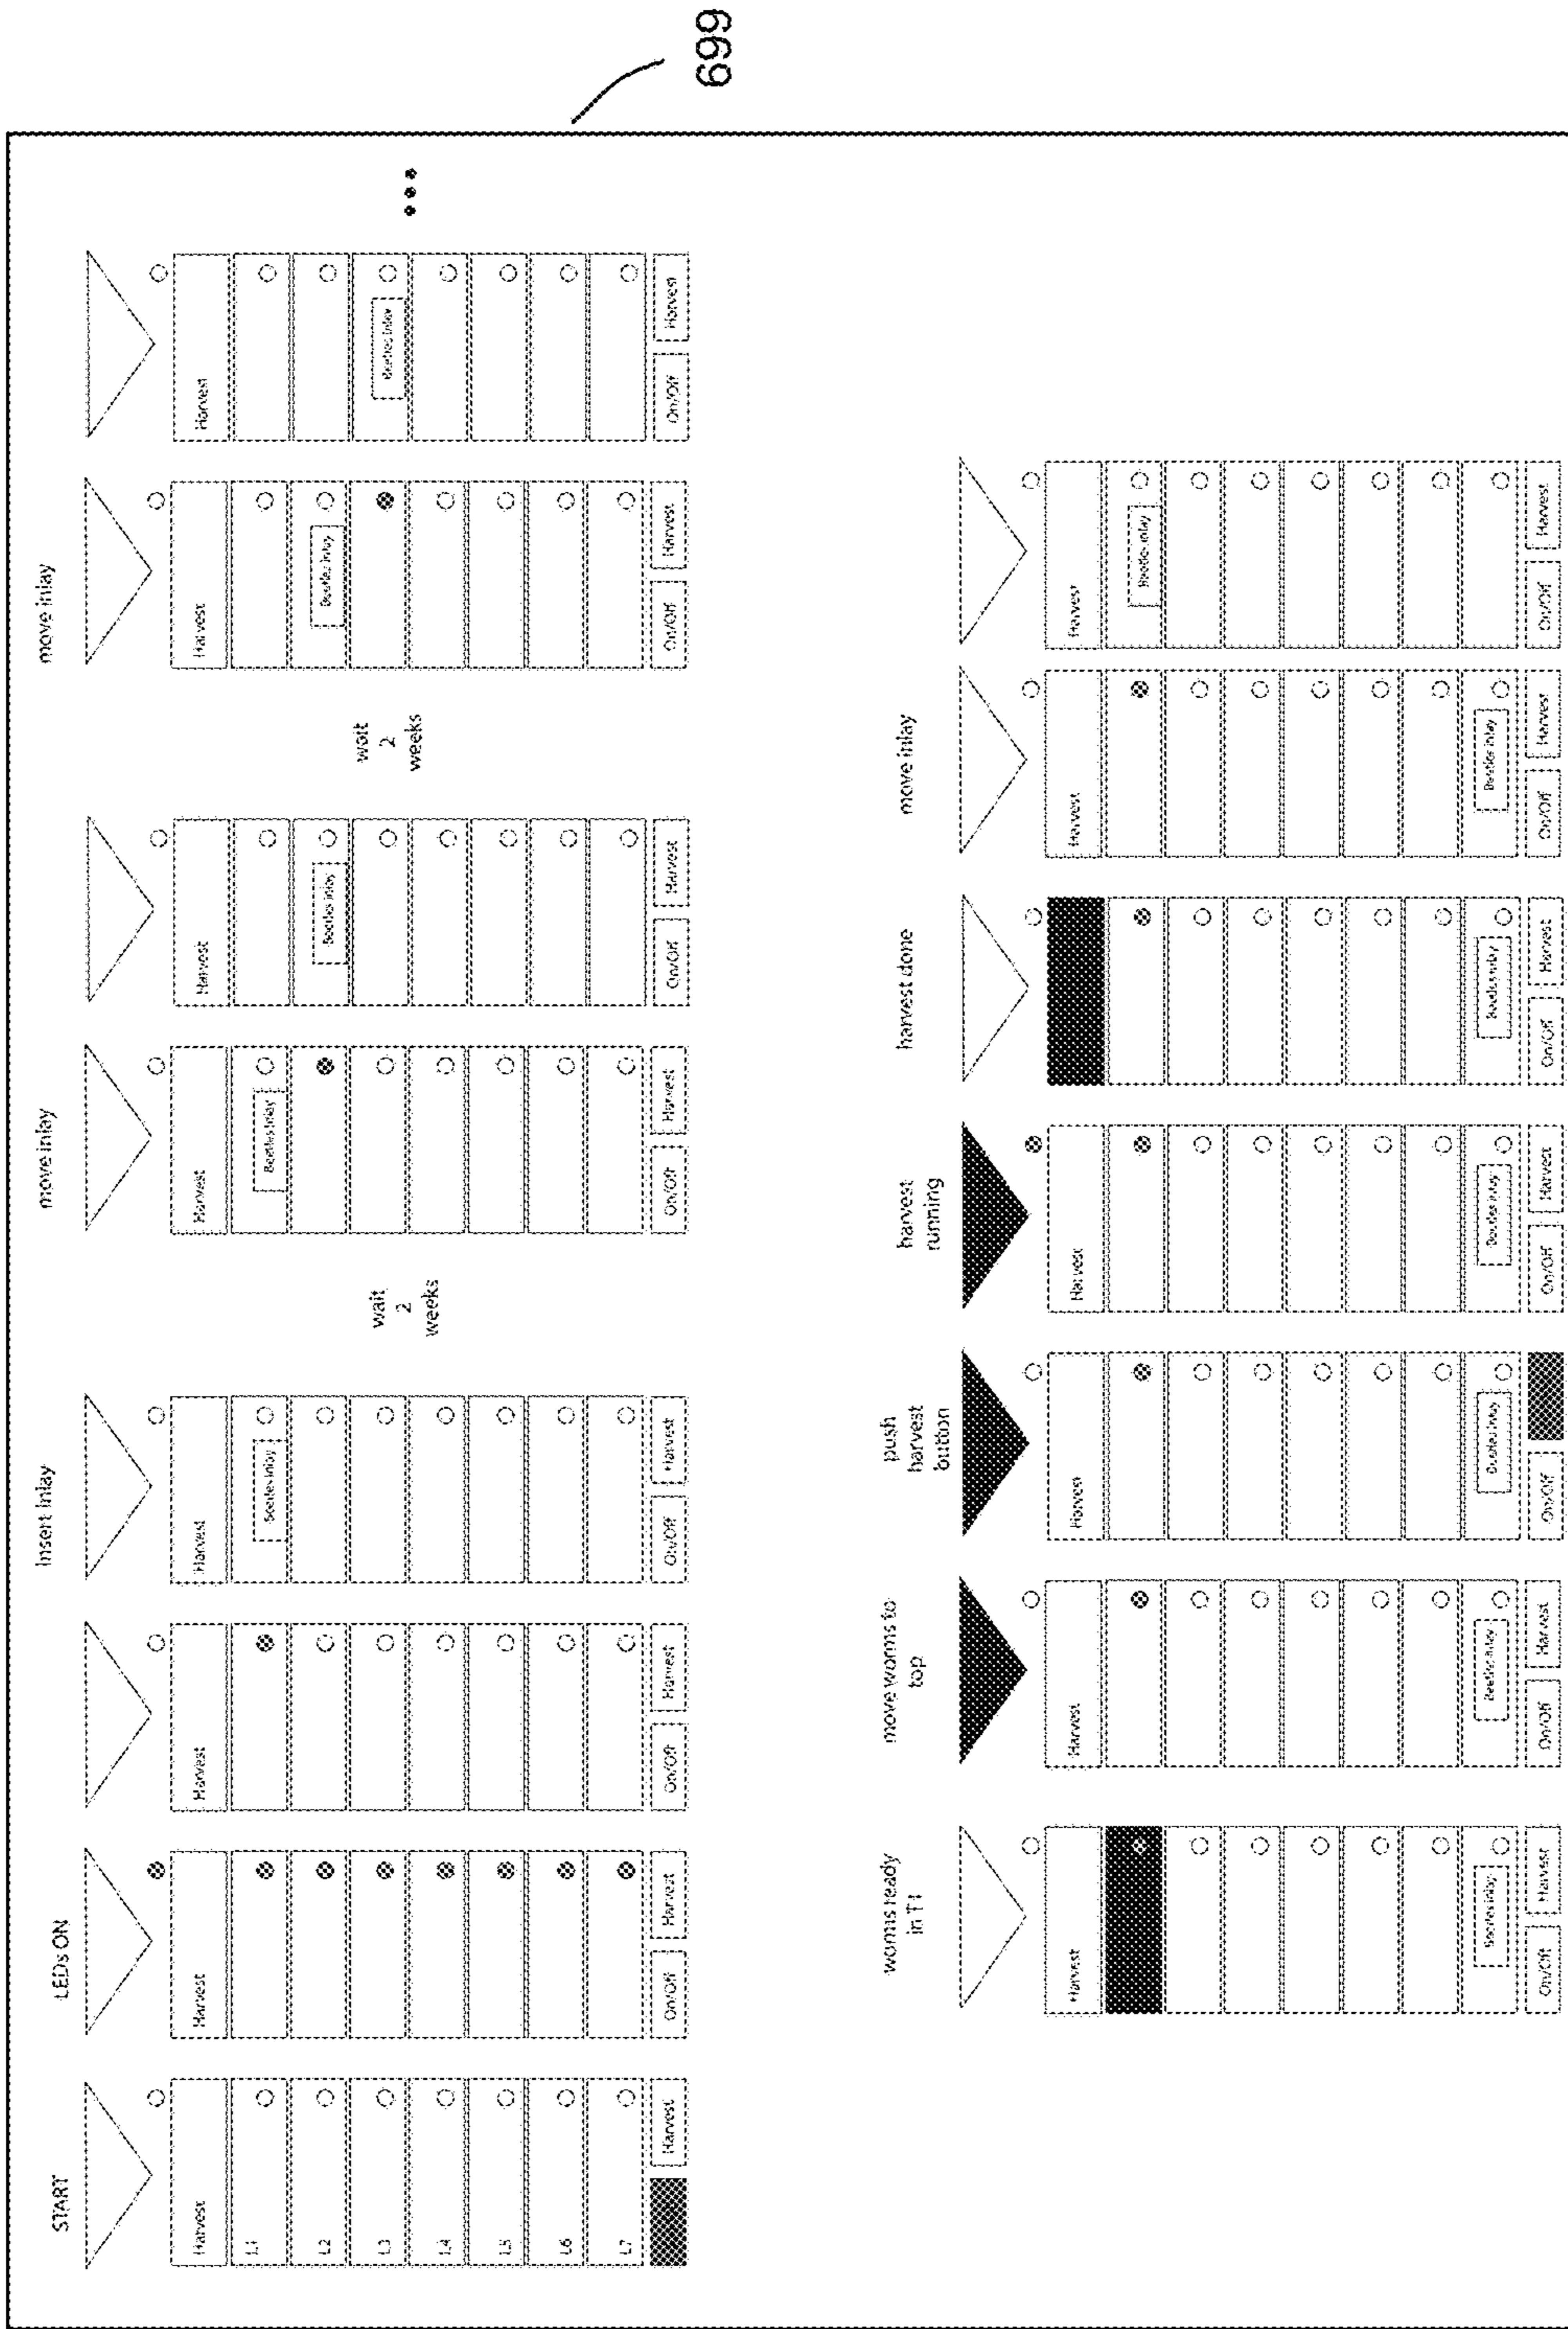 699
START
Harvest
L1
L2
L3
L4
L5
L6
L7
Harvest
LEDs ON
Harvest
On/Off
Harvest
Harvest
On/Off
Harvest
Insert Inlay
Harvest
Beetles Inlay
On/Off
Harvest
wait
2
weeks
move inlay
Harvest
Beetles Inlay
On/Off
Harvest
Harvest
Beetles Inlay
On/Off
Harvest
wait
2
weeks
move inlay
Harvest
Beetles Inlay
On/Off
Harvest
Harvest
Beetles Inlay
On/Off
Harvest
•••
worms ready
in T1
Harvest
Beetles Inlay
On/Off
Harvest
move worms to
top
Harvest
Beetles Inlay
On/Off
Harvest
push
harvest
button
Harvest
Beetles Inlay
On/Off
harvest
running
Harvest
Beetles Inlay
On/Off
Harvest
harvest done
Beetles Inlay
On/Off
Harvest
move inlay
Harvest
Beetles Inlay
On/Off
Harvest
Harvest
Beetles Inlay
On/Off
Harvest